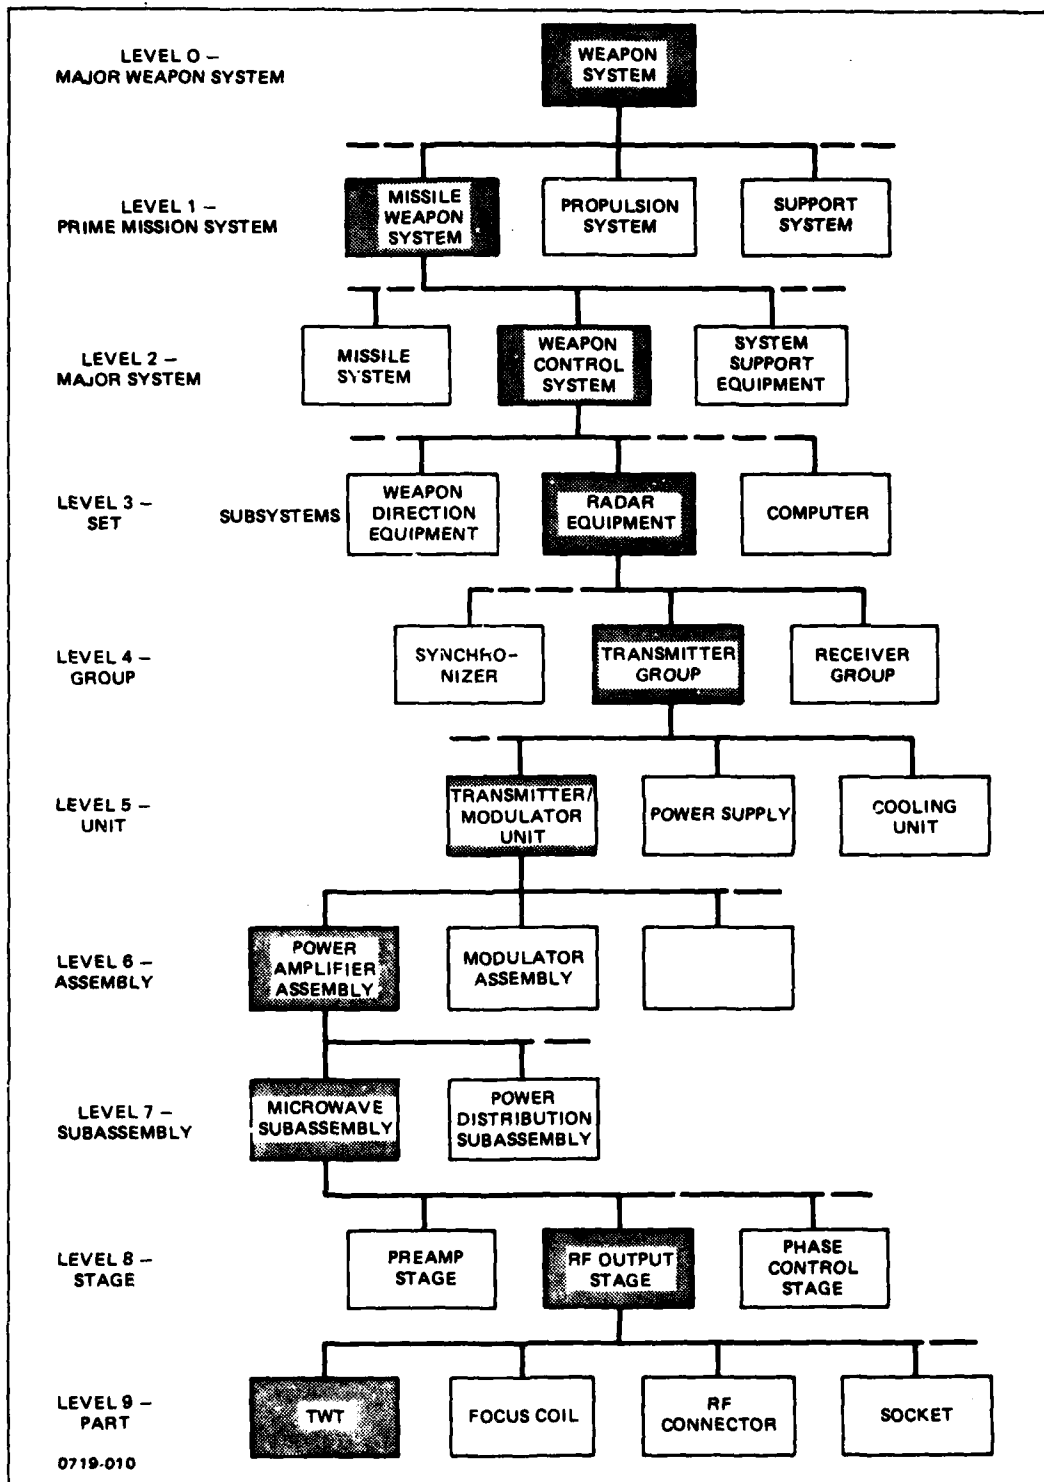 LEVEL 0 –
MAJOR WEAPON SYSTEM
WEAPON
SYSTEM
LEVEL 1 –
PRIME MISSION SYSTEM
MISSILE
WEAPON
SYSTEM
PROPULSION
SYSTEM
SUPPORT
SYSTEM
LEVEL 2 –
MAJOR SYSTEM
MISSILE
SYSTEM
WEAPON
CONTROL
SYSTEM
SYSTEM
SUPPORT
EQUIPMENT
LEVEL 3 –
SET
SUBSYSTEMS
WEAPON
DIRECTION
EQUIPMENT
RADAR
EQUIPMENT
COMPUTER
LEVEL 4 –
GROUP
SYNCHRO-
NIZER
TRANSMITTER
GROUP
RECEIVER
GROUP
LEVEL 5 –
UNIT
TRANSMITTER/
MODULATOR
UNIT
POWER SUPPLY
COOLING
UNIT
LEVEL 6 –
ASSEMBLY
POWER
AMPLIFIER
ASSEMBLY
MODULATOR
ASSEMBLY
LEVEL 7 –
SUBASSEMBLY
MICROWAVE
SUBASSEMBLY
POWER
DISTRIBUTION
SUBASSEMBLY
LEVEL 8 –
STAGE
PREAMP
STAGE
RF OUTPUT
STAGE
PHASE
CONTROL
STAGE
LEVEL 9 –
PART
TWT
FOCUS COIL
RF
CONNECTOR
SOCKET
0719-010